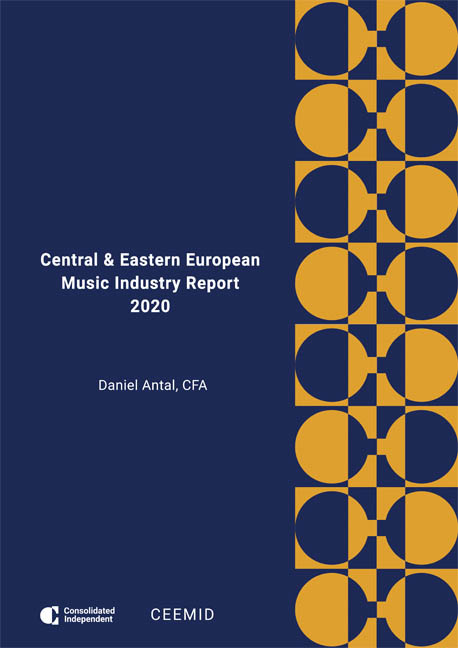 Central & Eastern European
Music Industry Report
2020
Daniel Antal, CFA
Consolidated
Independent
CEEMID